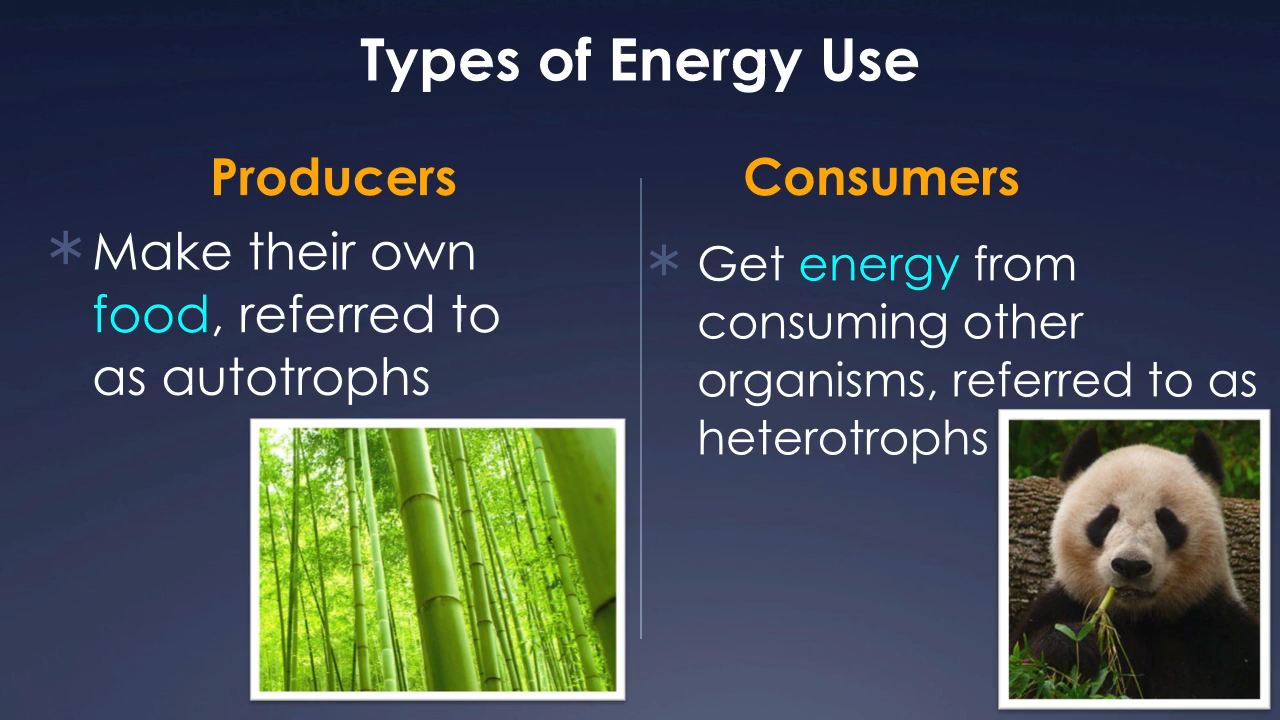 Types of Energy Use
Producers
* Make their own
food, referred to
as autotrophs
Consumers
* Get energy from
consuming other
organisms, referred to as
heterotrophs